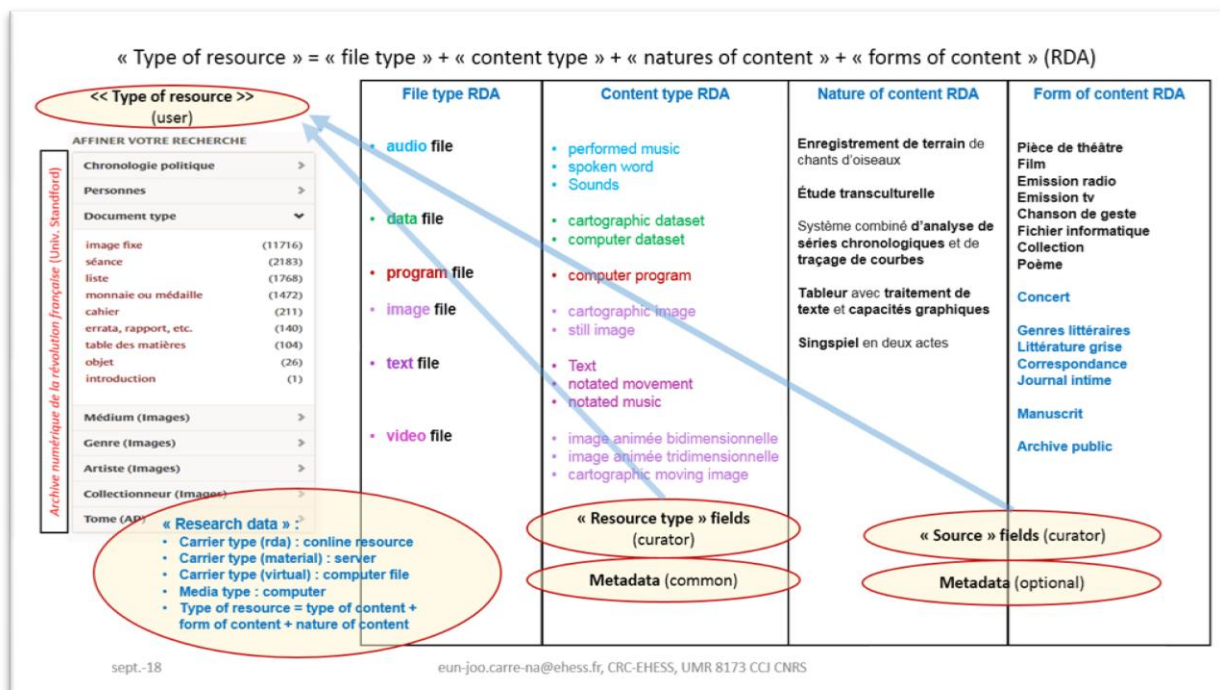 « Type of resource » = « file type » + « content type » + « natures of content » + « forms of content » (RDA)
<< Type of resource >>
(user)
AFFINER VOTRE RECHERCHE
Chronologie politique
Personnes
Document type
image fixe (11716)
séance (2183)
liste (1768)
monnaie ou médaille (1472)
cahier (211)
errata, rapport, etc. (140)
table des matières (104)
objet (26)
introduction (1)
Médium (Images)
Genre (Images)
Artiste (Images)
Collectionneur (Images)
Tome (AP)
Archive numérique de la révolution française (Univ. Standford)
« Research data » :
• Carrier type (rda) : conline resource
• Carrier type (material) : server
• Carrier type (virtual) : computer file
• Media type : computer
• Type of resource = type of content +
form of content + nature of content
File type RDA
• audio file
• data file
• program file
• image file
• text file
• video file
Content type RDA
• performed music
• spoken word
• Sounds
• cartographic dataset
• computer dataset
• computer program
• cartographic image
• still image
• Text
• notated movement
• notated music
• image animée bidimensionnelle
• image animée tridimensionnelle
• cartographic moving image
« Resource type » fields
(curator)
Metadata (common)
Nature of content RDA
Enregistrement de terrain de
chants d'oiseaux
Étude transculturelle
Système combiné d'analyse de
séries chronologiques et de
traçage de courbes
Tableur avec traitement de
texte et capacités graphiques
Singspiel en deux actes
Form of content RDA
Pièce de théâtre
Film
Emission radio
Emission tv
Chanson de geste
Fichier informatique
Collection
Poème
Concert
Genres littéraires
Littérature grise
Correspondance
Journal intime
Manuscrit
Archive public
« Source » fields (curator)
Metadata (optional)
sept.-18
eun-joo.carre-na@ehess.fr, CRC-EHESS, UMR 8173 CCJ CNRS